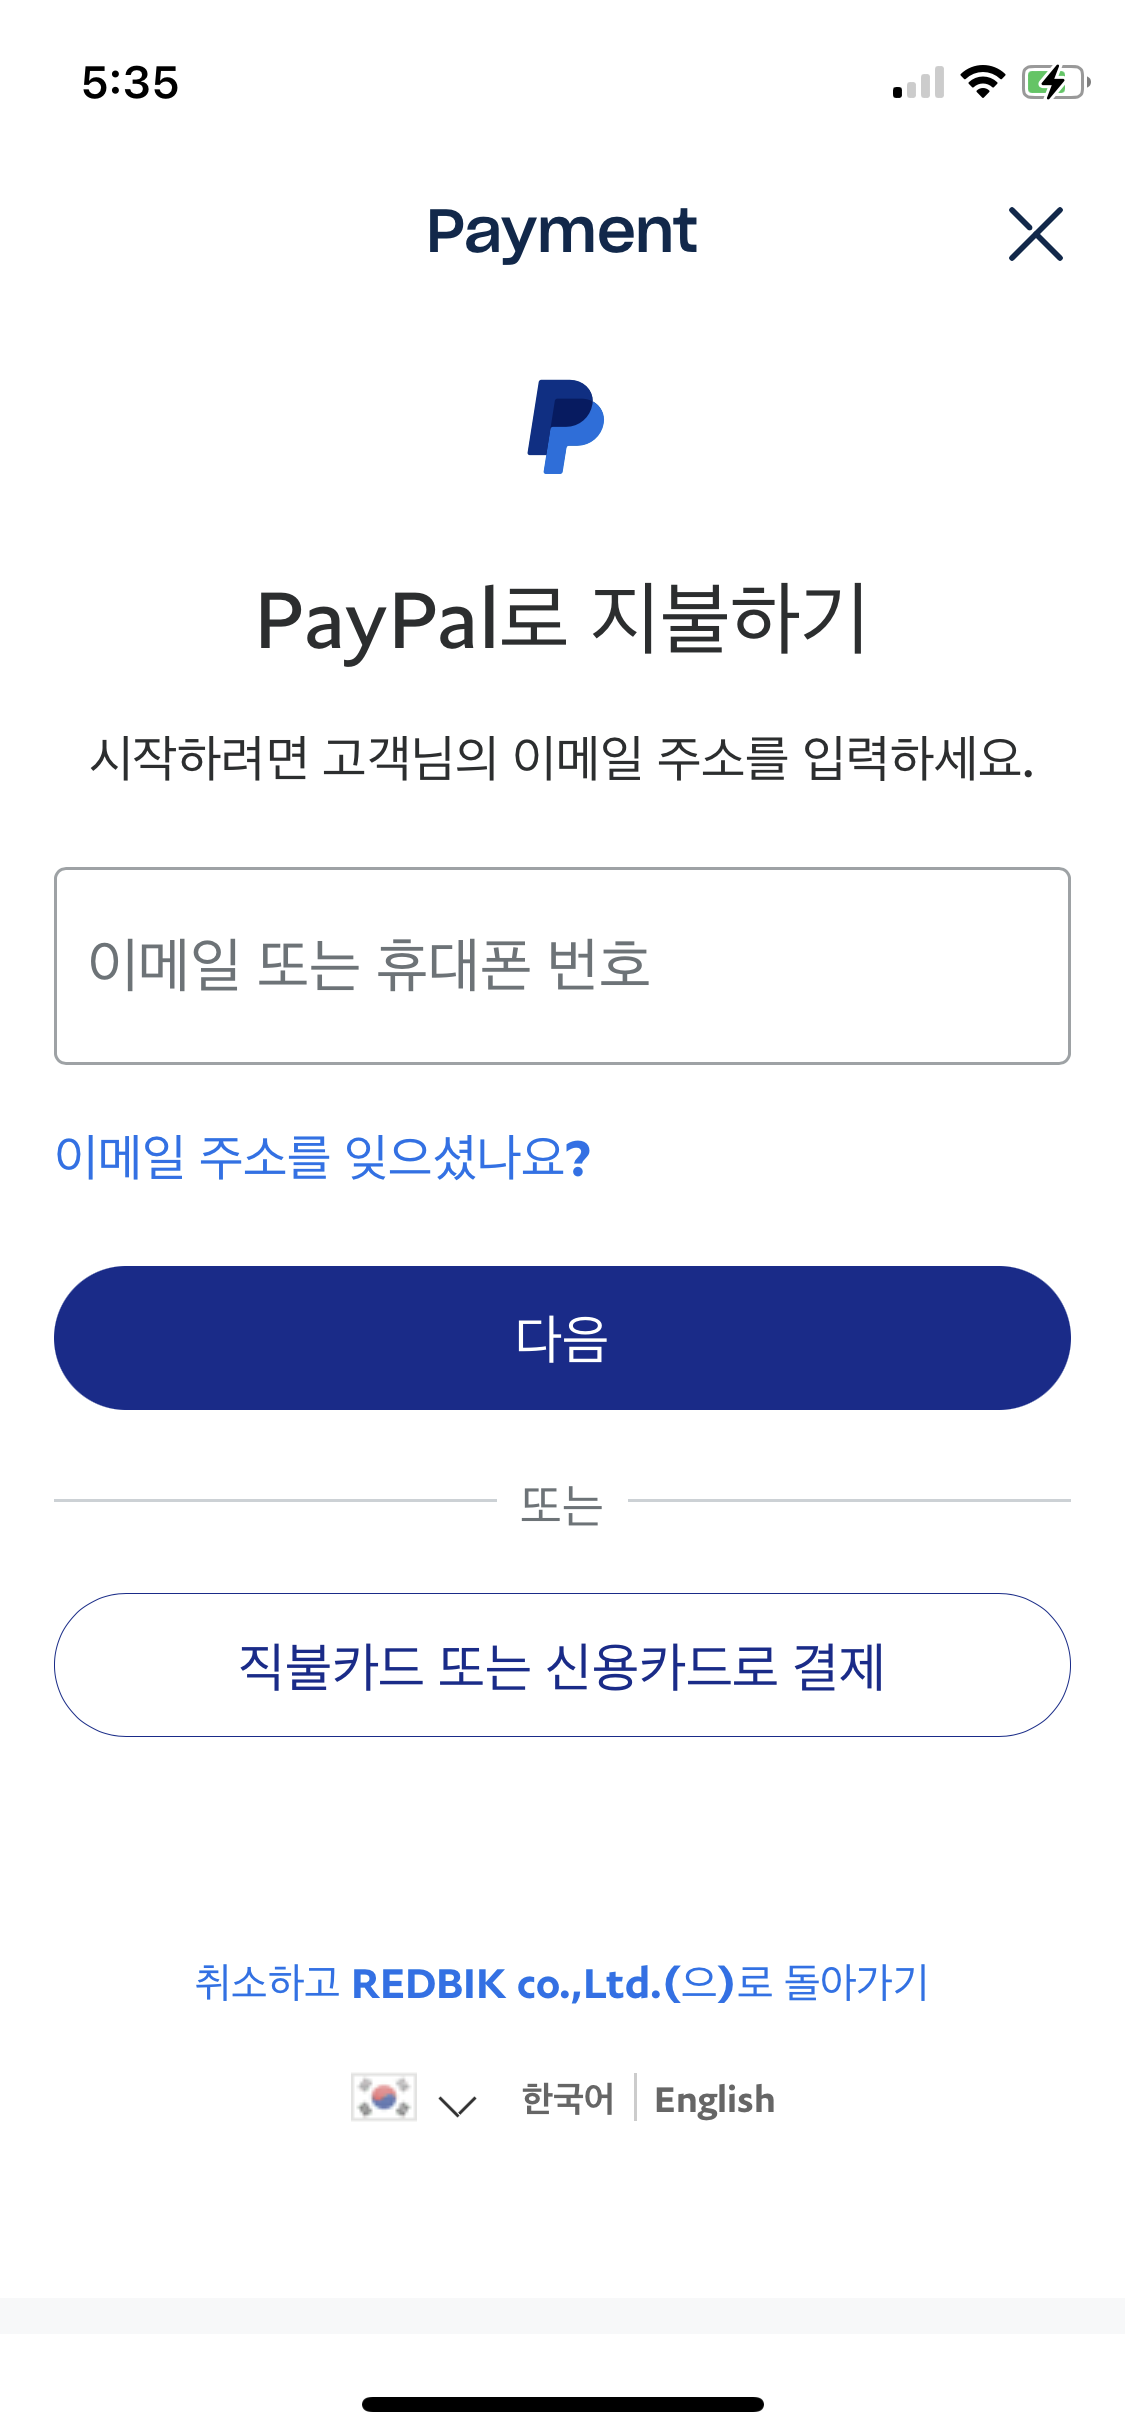 5:35
Payment
PayPal로 지불하기
시작하려면 고객님의 이메일 주소를 입력하세요.
이메일 또는 휴대폰 번호
이메일 주소를 잊으셨나요?
다음
또는
직불카드 또는 신용카드로 결제
취소하고 REDBIK co.,Ltd.(으)로 돌아가기
한국어 | English